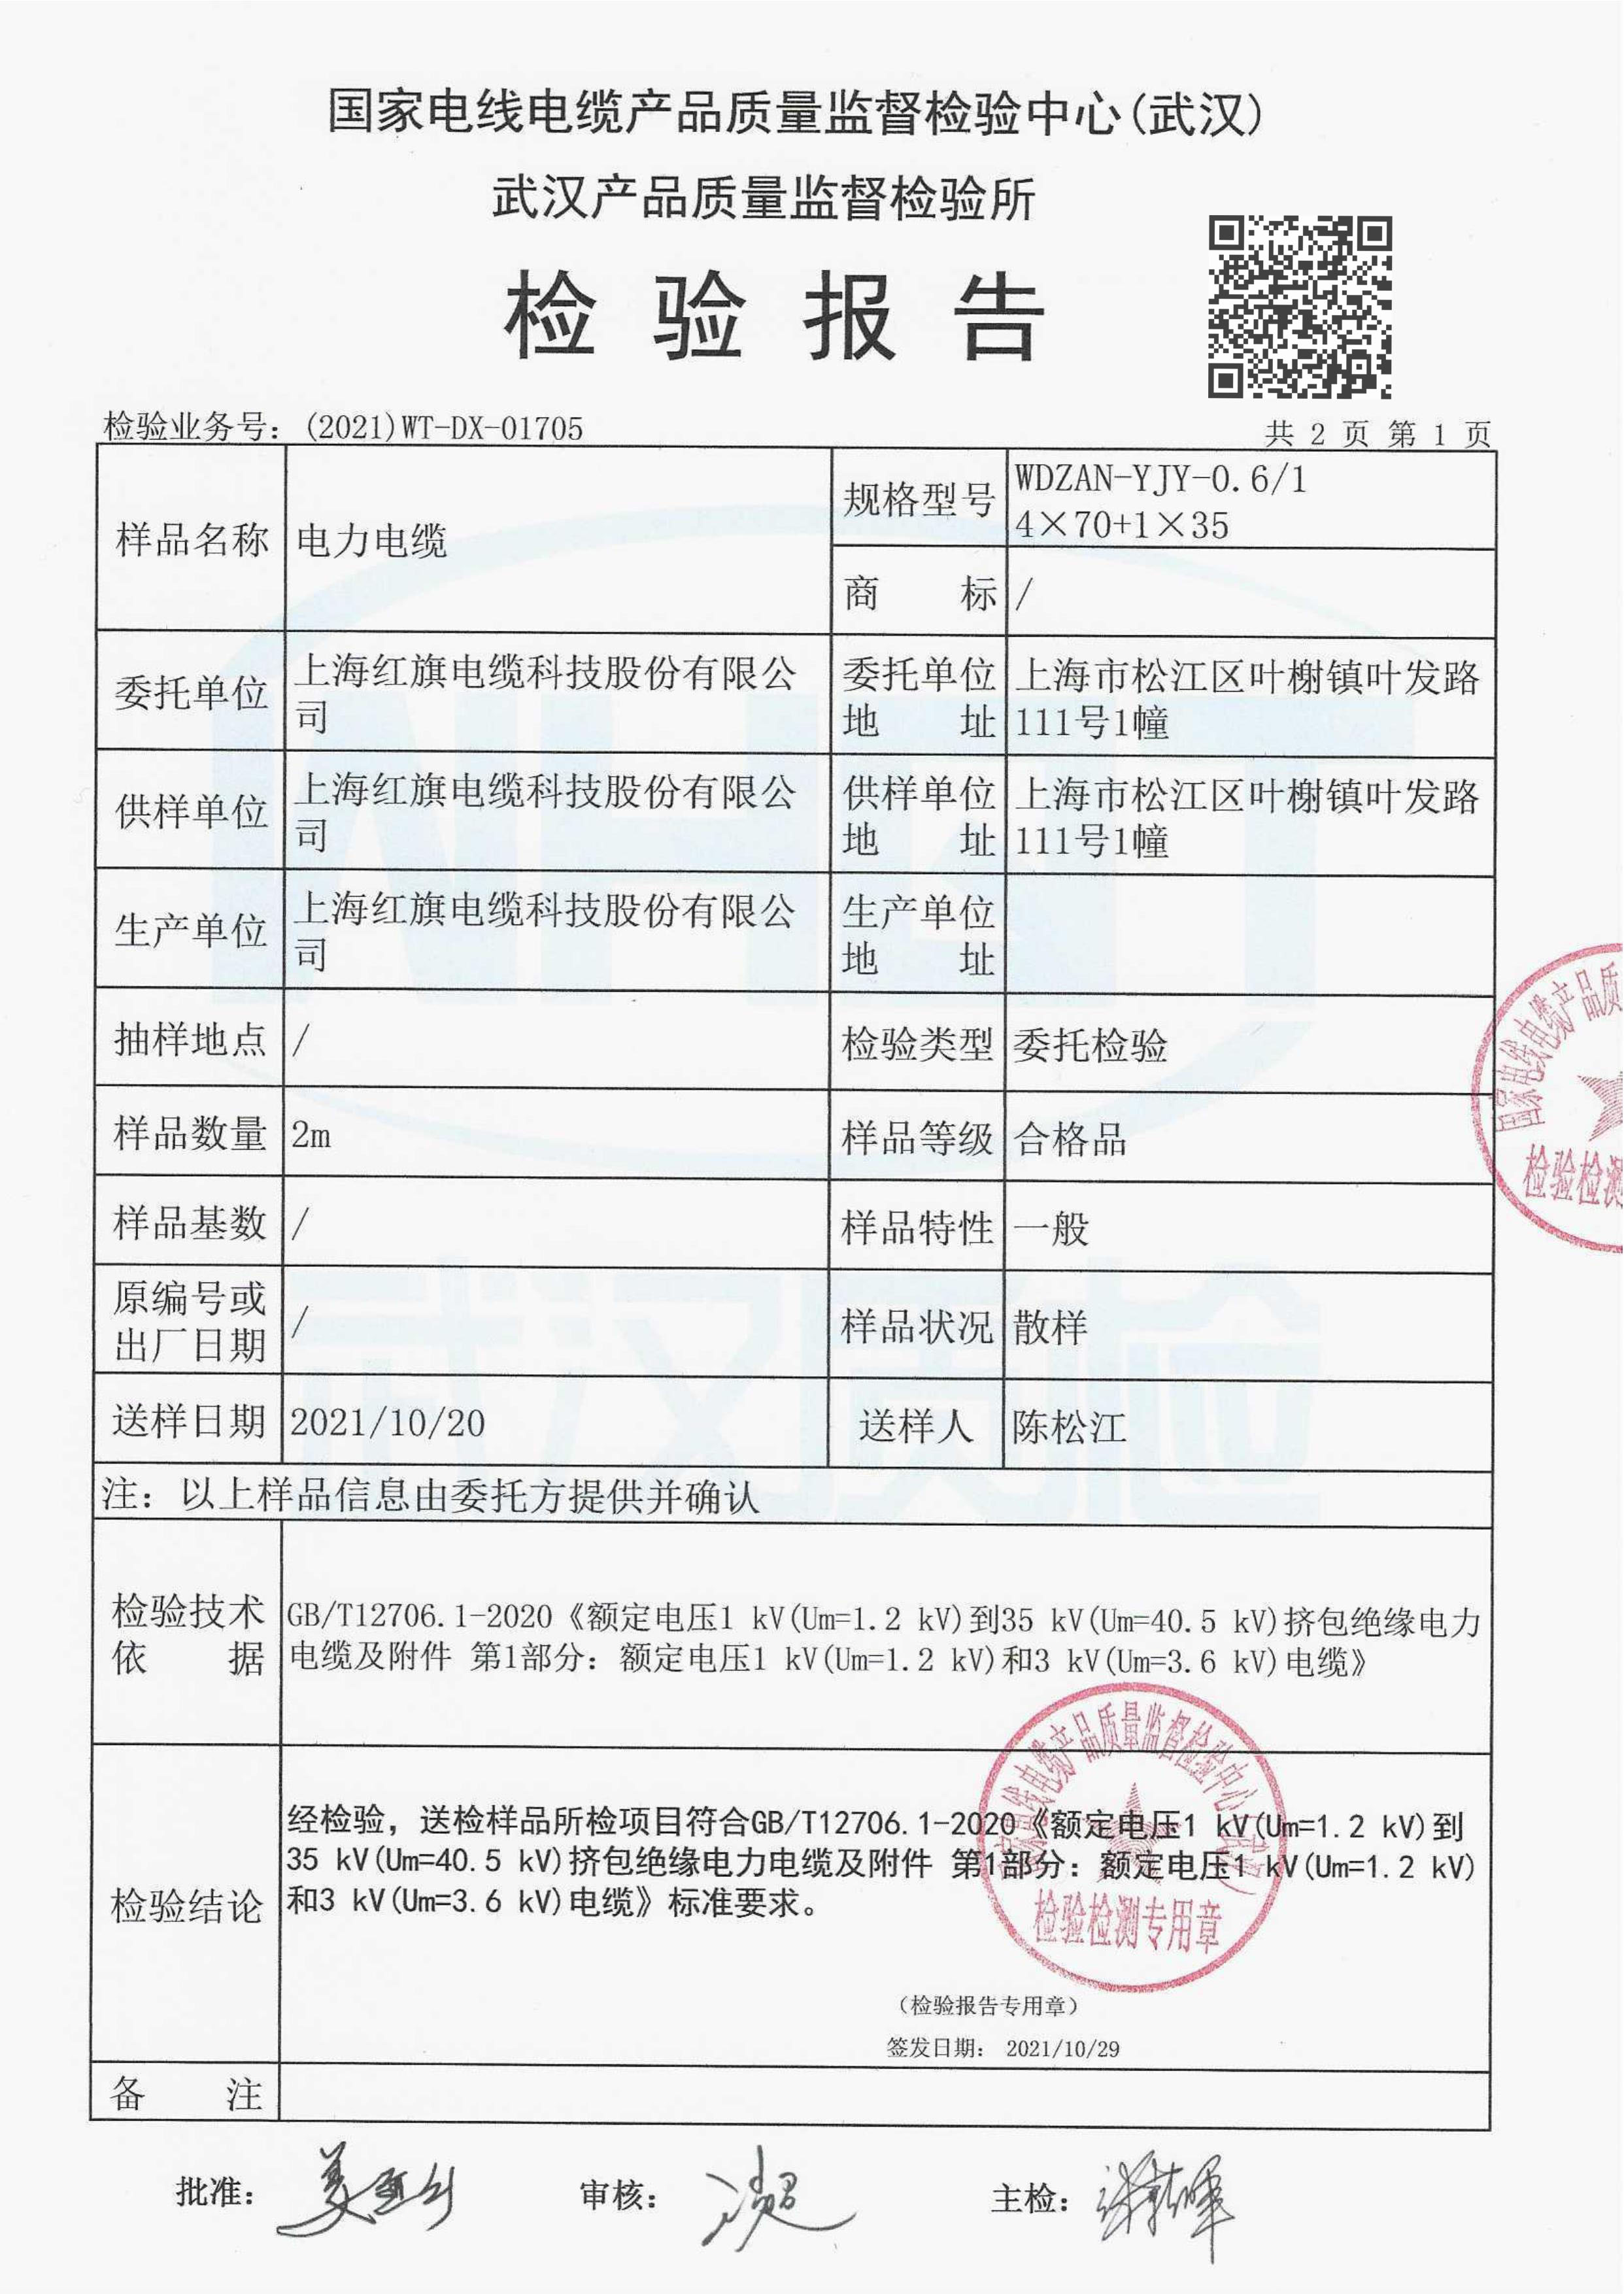 国家电线电缆产品质量监督检验中心(武汉)
武汉产品质量监督检验所
检验报告
检验业务号: (2021)WT-DX-01705
共 2 页 第 1 页
样品名称
电力电缆
规格型号
WDZAN-YJY-0.6/1
4×70+1×35
商 标
/
委托单位
上海红旗电缆科技股份有限公
司
委托单位
地 址
上海市松江区叶榭镇叶发路
111号1幢
供样单位
上海红旗电缆科技股份有限公
司
供样单位
地 址
上海市松江区叶榭镇叶发路
111号1幢
生产单位
上海红旗电缆科技股份有限公
司
生产单位
地 址
抽样地点
/
检验类型
委托检验
样品数量
2m
样品等级
合格品
样品基数
/
样品特性
一般
原编号或
出厂日期
/
样品状况
散样
送样日期
2021/10/20
送样人
陈松江
注: 以上样品信息由委托方提供并确认
检验技术
依 据
GB/T12706.1-2020《额定电压1 kV(Um=1.2 kV)到35 kV(Um=40.5 kV)挤包绝缘电力
电缆及附件 第1部分: 额定电压1 kV(Um=1.2 kV)和3 kV(Um=3.6 kV)电缆》
检验结论
经检验, 送检样品所检项目符合GB/T12706.1-2020《额定电压1 kV(Um=1.2 kV)到
35 kV(Um=40.5 kV)挤包绝缘电力电缆及附件 第1部分: 额定电压1 kV(Um=1.2 kV)
和3 kV(Um=3.6 kV)电缆》标准要求。
国家电线电缆产品质量监督检验中心(武汉)
检验检测专用章
(检验报告专用章)
签发日期: 2021/10/29
备 注
批准:
审核:
主检:
国家电线电缆产品质
检验检测
武汉质检